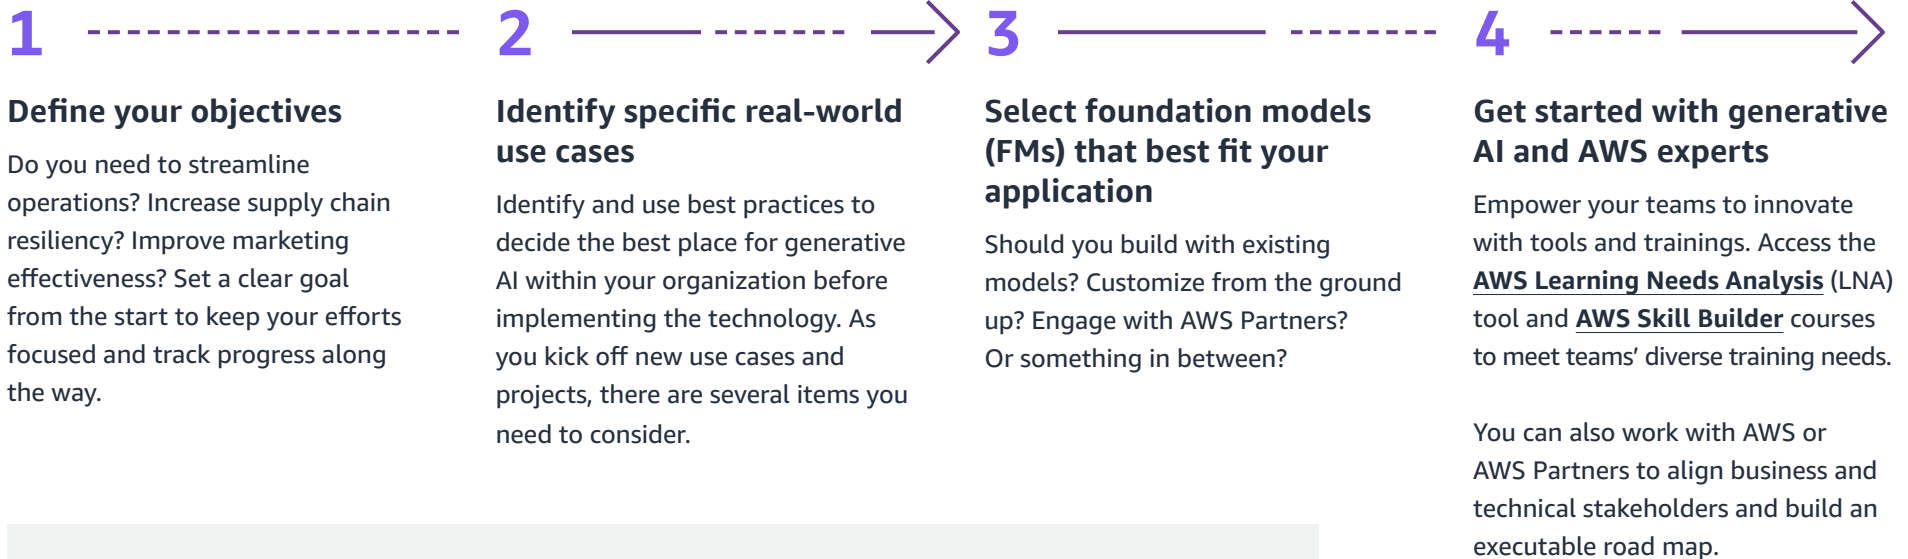 1
Define your objectives
Do you need to streamline
operations? Increase supply chain
resiliency? Improve marketing
effectiveness? Set a clear goal
from the start to keep your efforts
focused and track progress along
the way.
2
Identify specific real-world
use cases
Identify and use best practices to
decide the best place for generative
AI within your organization before
implementing the technology. As
you kick off new use cases and
projects, there are several items you
need to consider.
3
Select foundation models
(FMs) that best fit your
application
Should you build with existing
models? Customize from the ground
up? Engage with AWS Partners?
Or something in between?
4
Get started with generative
AI and AWS experts
Empower your teams to innovate
with tools and trainings. Access the
AWS Learning Needs Analysis (LNA)
tool and AWS Skill Builder courses
to meet teams’ diverse training needs.
You can also work with AWS or
AWS Partners to align business and
technical stakeholders and build an
executable road map.